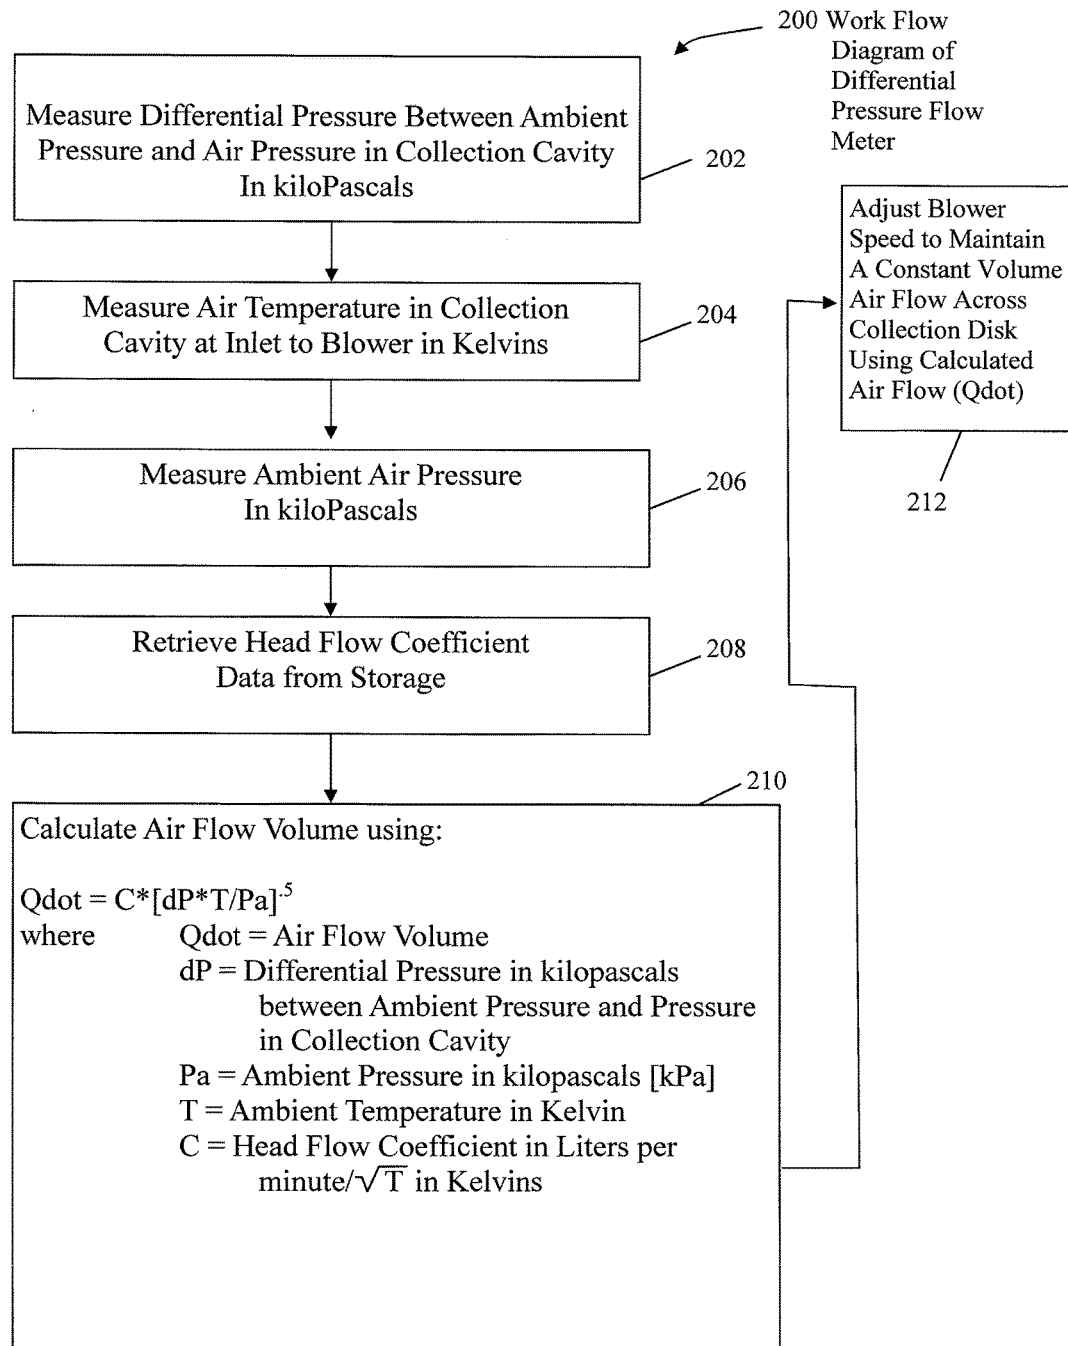 200 Work Flow
Diagram of
Differential
Pressure Flow
Meter
Measure Differential Pressure Between Ambient
Pressure and Air Pressure in Collection Cavity
In kiloPascals
202
Measure Air Temperature in Collection
Cavity at Inlet to Blower in Kelvins
204
Measure Ambient Air Pressure
In kiloPascals
206
Retrieve Head Flow Coefficient
Data from Storage
208
210
Calculate Air Flow Volume using:
Qdot = C*[dP*T/Pa]^.5
where Qdot = Air Flow Volume
dP = Differential Pressure in kilopascals
between Ambient Pressure and Pressure
in Collection Cavity
Pa = Ambient Pressure in kilopascals [kPa]
T = Ambient Temperature in Kelvin
C = Head Flow Coefficient in Liters per
minute/√T in Kelvins
Adjust Blower
Speed to Maintain
A Constant Volume
Air Flow Across
Collection Disk
Using Calculated
Air Flow (Qdot)
212